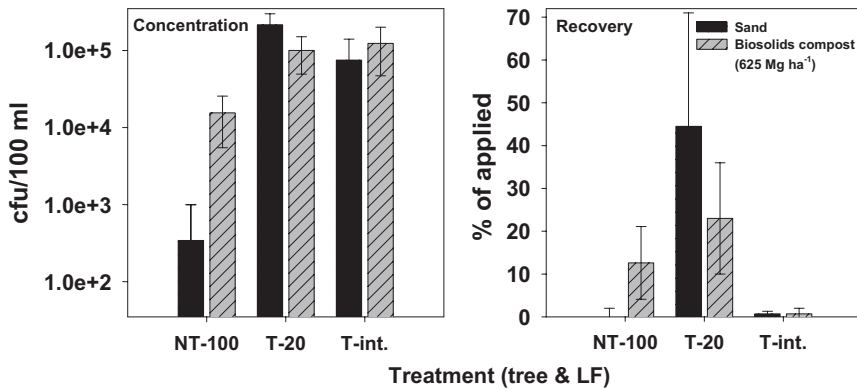 Concentration
cfu/100 ml
1.0e+5
1.0e+4
1.0e+3
1.0e+2
NT-100 T-20 T-int.
Recovery
% of applied
70
60
50
40
30
20
10
0
Sand
Biosolids compost
(625 Mg ha⁻¹)
NT-100 T-20 T-int.
Treatment (tree & LF)